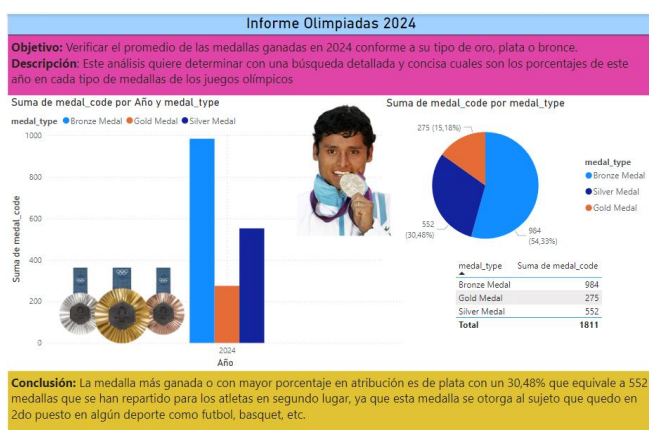 Informe Olimpiadas 2024
Objetivo: Verificar el promedio de las medallas ganadas en 2024 conforme a su tipo de oro, plata o bronce.
Descripción: Este análisis quiere determinar con una búsqueda detallada y concisa cuales son los porcentajes de este
año en cada tipo de medallas de los juegos olímpicos
Suma de medal_code por Año y medal_type
medal_type Bronze Medal Gold Medal Silver Medal
1000
800
600
400
200
0
Suma de medal_code
2024
Año
Suma de medal_code por medal_type
275 (15,18%)
552
(30,48%)
984
(54,33%)
medal_type
Bronze Medal
Silver Medal
Gold Medal
medal_type Suma de medal_code
Bronze Medal 984
Gold Medal 275
Silver Medal 552
Total 1811
Conclusión: La medalla más ganada o con mayor porcentaje en atribución es de plata con un 30,48% que equivale a 552
medallas que se han repartido para los atletas en segundo lugar, ya que esta medalla se otorga al sujeto que quedo en
2do puesto en algún deporte como futbol, basquet, etc.